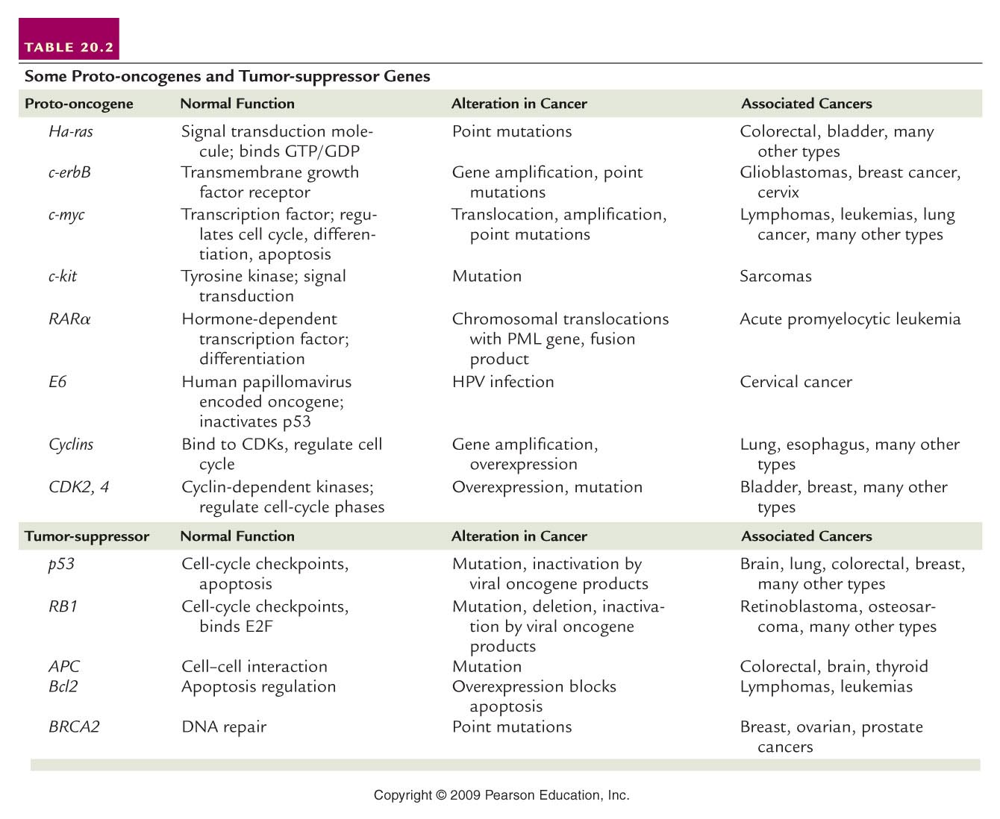 TABLE 20.2
Some Proto-oncogenes and Tumor-suppressor Genes
Proto-oncogene Normal Function Alteration in Cancer Associated Cancers
Ha-ras Signal transduction mole- Point mutations Colorectal, bladder, many
cule; binds GTP/GDP other types
c-erbB Transmembrane growth Gene amplification, point Glioblastomas, breast cancer,
factor receptor mutations cervix
c-myc Transcription factor; regu- Translocation, amplification, Lymphomas, leukemias, lung
lates cell cycle, differen- point mutations cancer, many other types
tiation, apoptosis
c-kit Tyrosine kinase; signal Mutation Sarcomas
transduction
RARα Hormone-dependent Chromosomal translocations Acute promyelocytic leukemia
transcription factor; with PML gene, fusion
differentiation product
E6 Human papillomavirus HPV infection Cervical cancer
encoded oncogene;
inactivates p53
Cyclins Bind to CDKs, regulate cell Gene amplification, Lung, esophagus, many other
cycle overexpression types
CDK2, 4 Cyclin-dependent kinases; Overexpression, mutation Bladder, breast, many other
regulate cell-cycle phases types
Tumor-suppressor Normal Function Alteration in Cancer Associated Cancers
p53 Cell-cycle checkpoints, Mutation, inactivation by Brain, lung, colorectal, breast,
apoptosis viral oncogene products many other types
RB1 Cell-cycle checkpoints, Mutation, deletion, inactiva- Retinoblastoma, osteosar-
binds E2F tion by viral oncogene coma, many other types
products
APC Cell–cell interaction Mutation Colorectal, brain, thyroid
Bcl2 Apoptosis regulation Overexpression blocks Lymphomas, leukemias
apoptosis
BRCA2 DNA repair Point mutations Breast, ovarian, prostate
cancers
Copyright © 2009 Pearson Education, Inc.